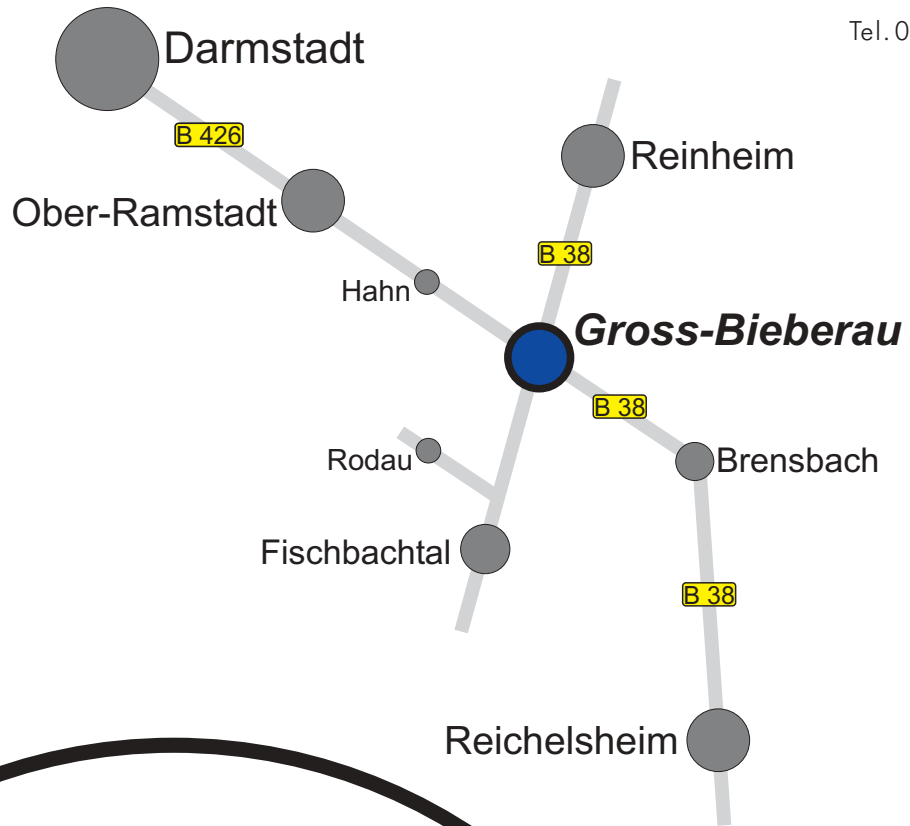 Tel. 0
Darmstadt
B 426
Reinheim
Ober-Ramstadt
B 38
Hahn
Gross-Bieberau
B 38
Rodau
Brensbach
Fischbachtal
B 38
Reichelsheim